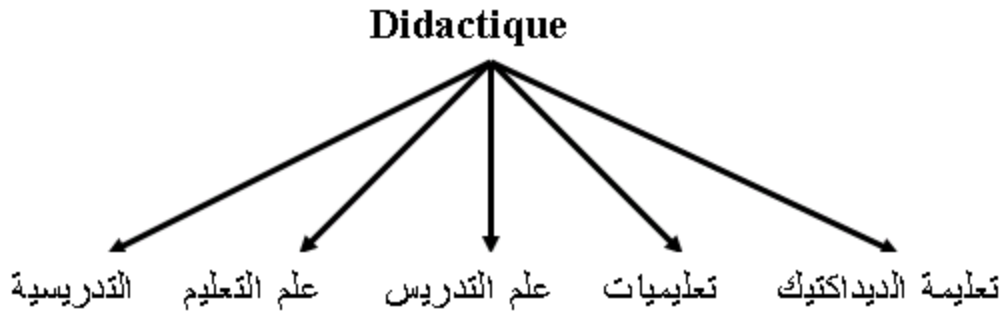 Didactique
تعليمة الديداكتيك
تعليميات
علم التدريس
علم التعليم
التدريسية